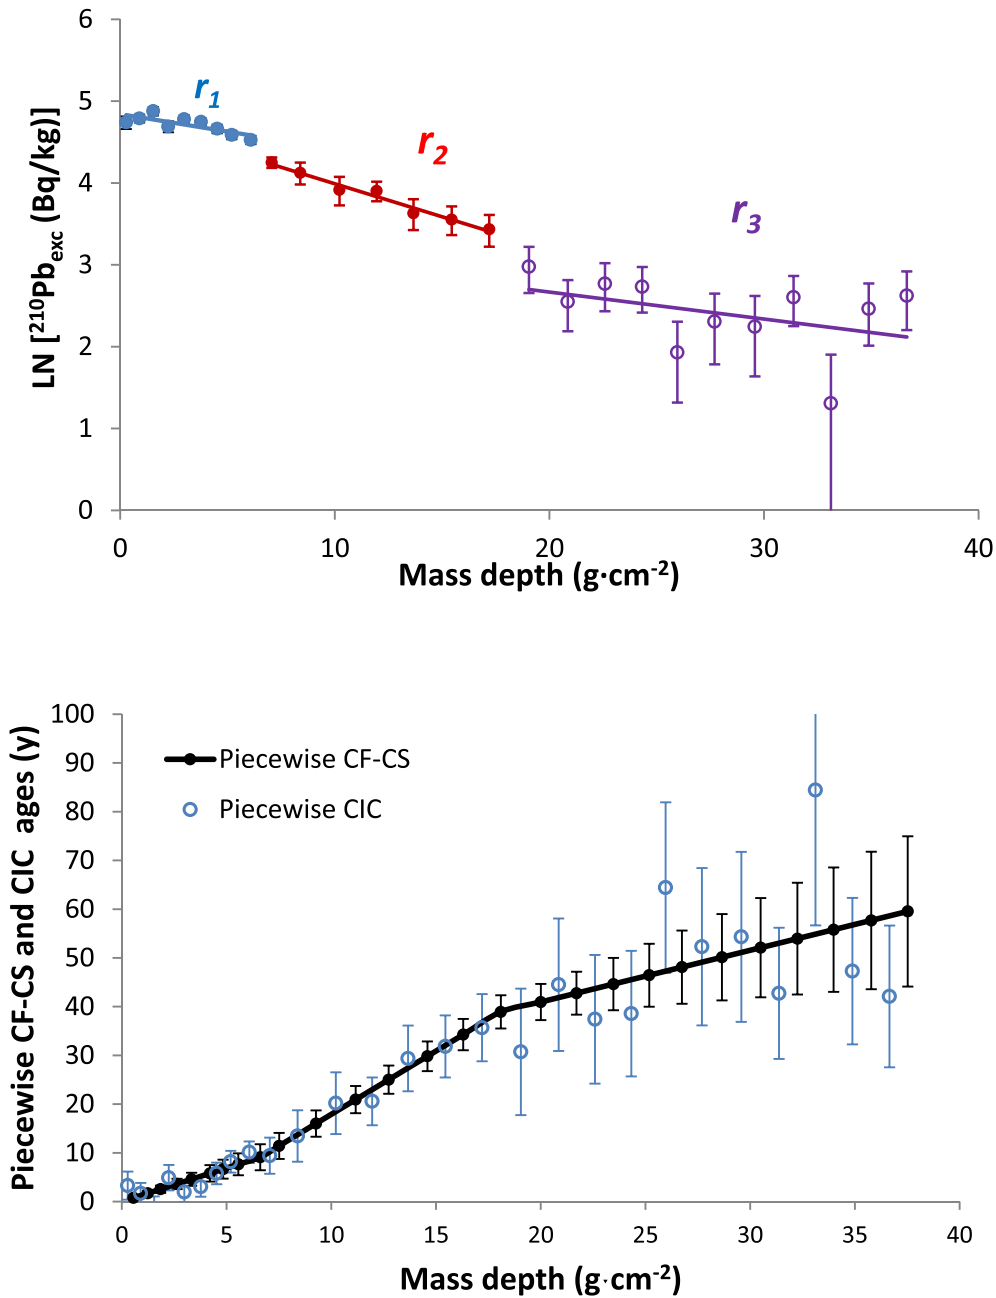 LN [²¹⁰Pbexc (Bq/kg)]
6
5
4
3
2
1
0
r₁
r₂
r₃
0 10 20 30 40
Mass depth (g·cm⁻²)
Piecewise CF-CS and CIC ages (y)
100
90
80
70
60
50
40
30
20
10
0
Piecewise CF-CS
Piecewise CIC
0 5 10 15 20 25 30 35 40
Mass depth (g·cm⁻²)